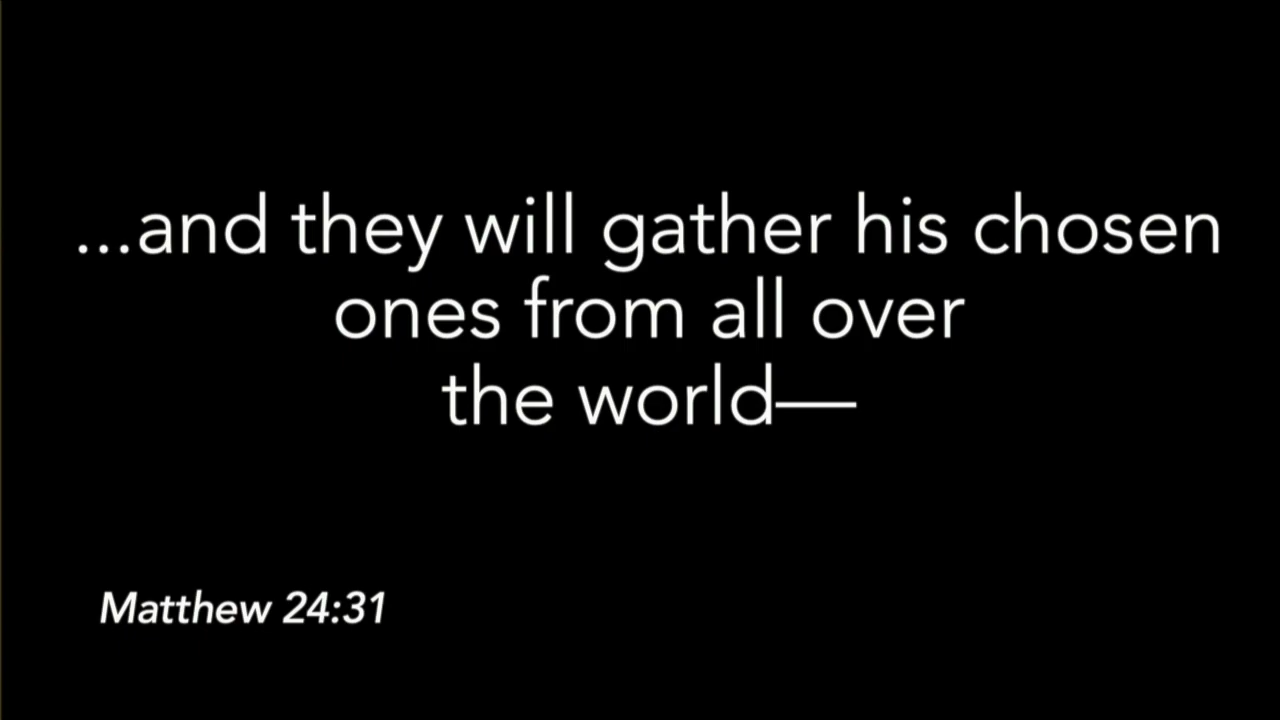 ...and they will gather his chosen
ones from all over
the world—
Matthew 24:31